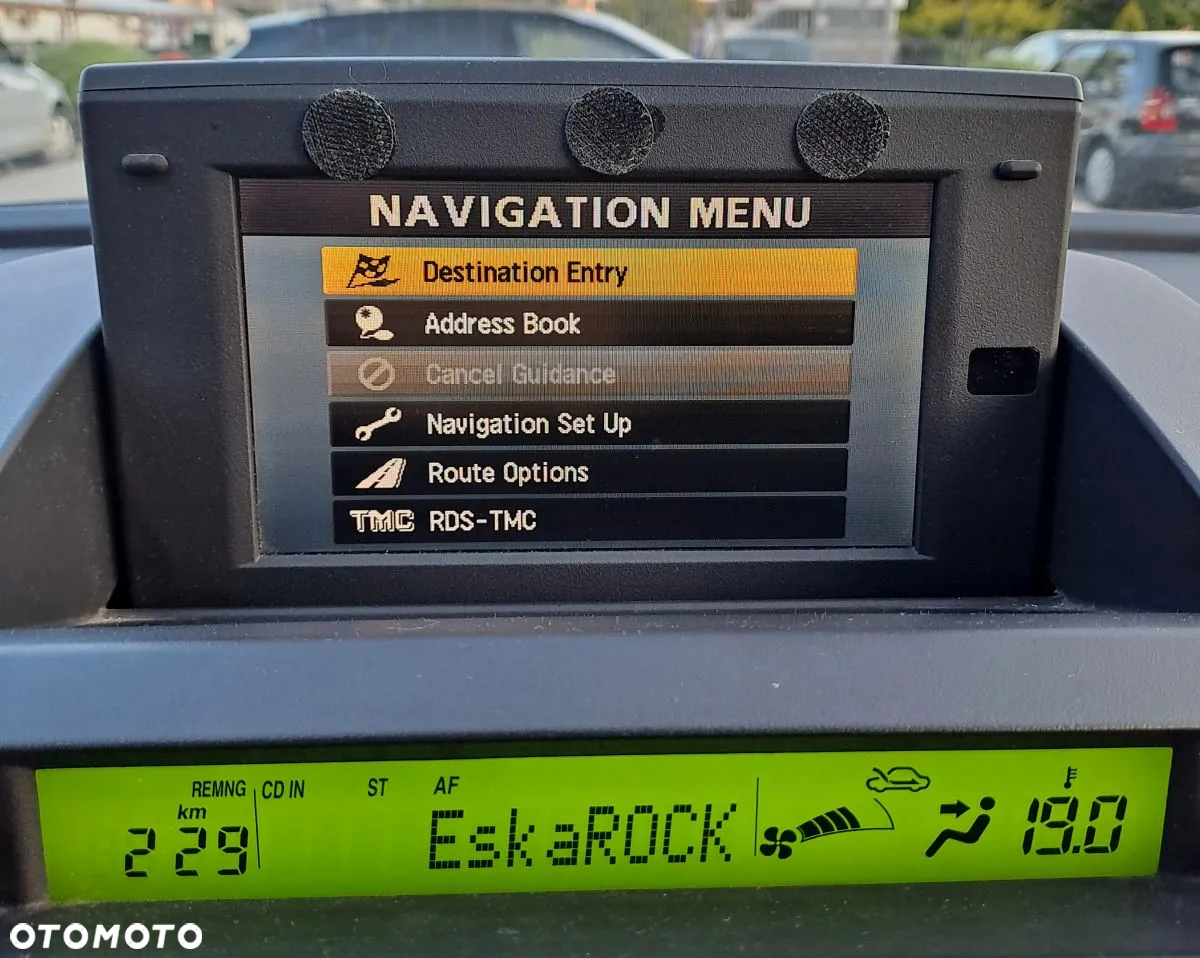 NAVIGATION MENU
Destination Entry
Address Book
Cancel Guidance
Navigation Set Up
Route Options
TMC RDS-TMC
REMNG CD IN ST AF
km
229 EskaROCK 19.0
OTOMOTO